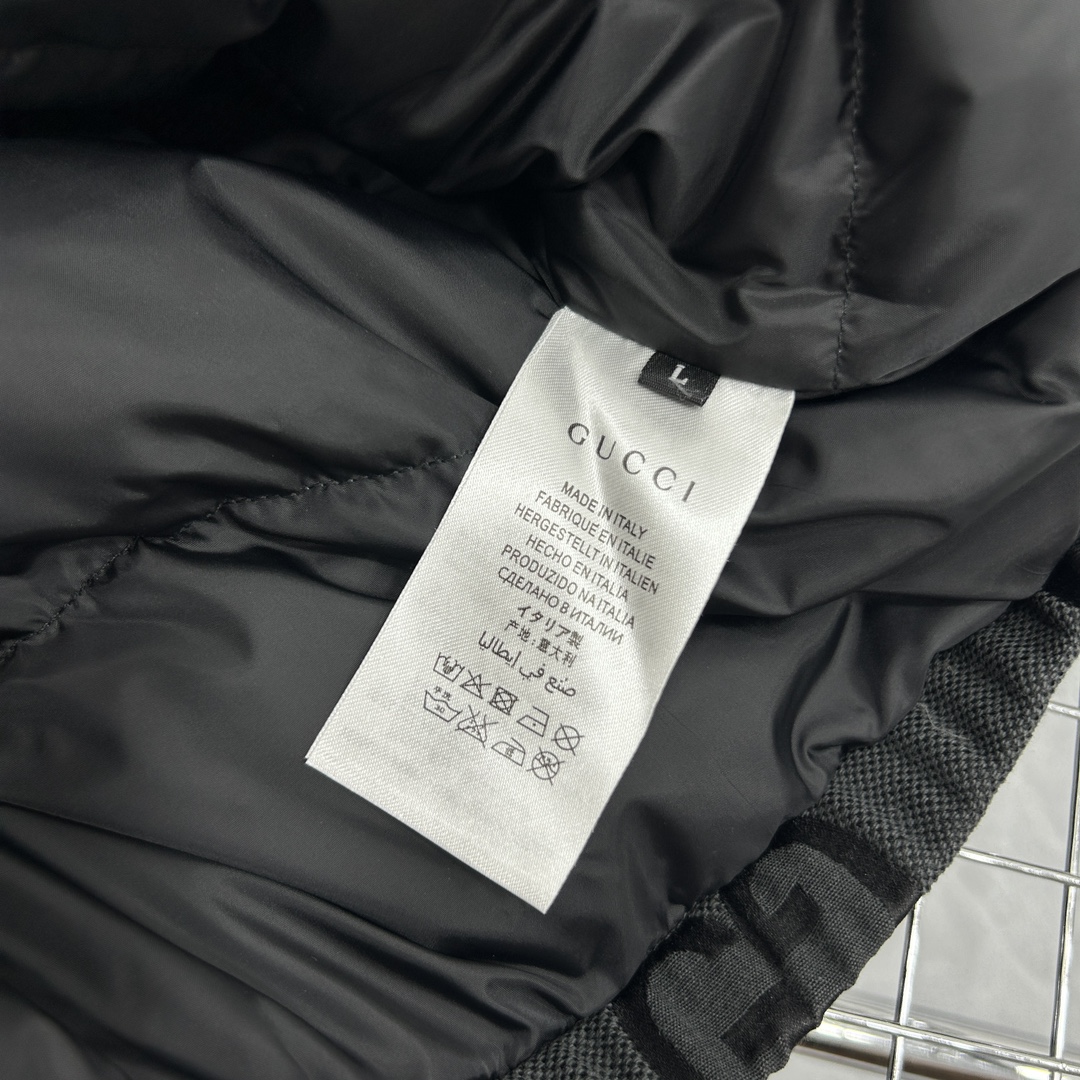 L
GUCCI
MADE IN ITALY
FABRIQUÉ EN ITALIE
HERGESTELLT IN ITALIEN
HECHO EN ITALIA
PRODUZIDO NA ITALIA
СДЕЛАНО В ИТАЛИИ
イタリア製
产地:意大利
صنع في إيطاليا